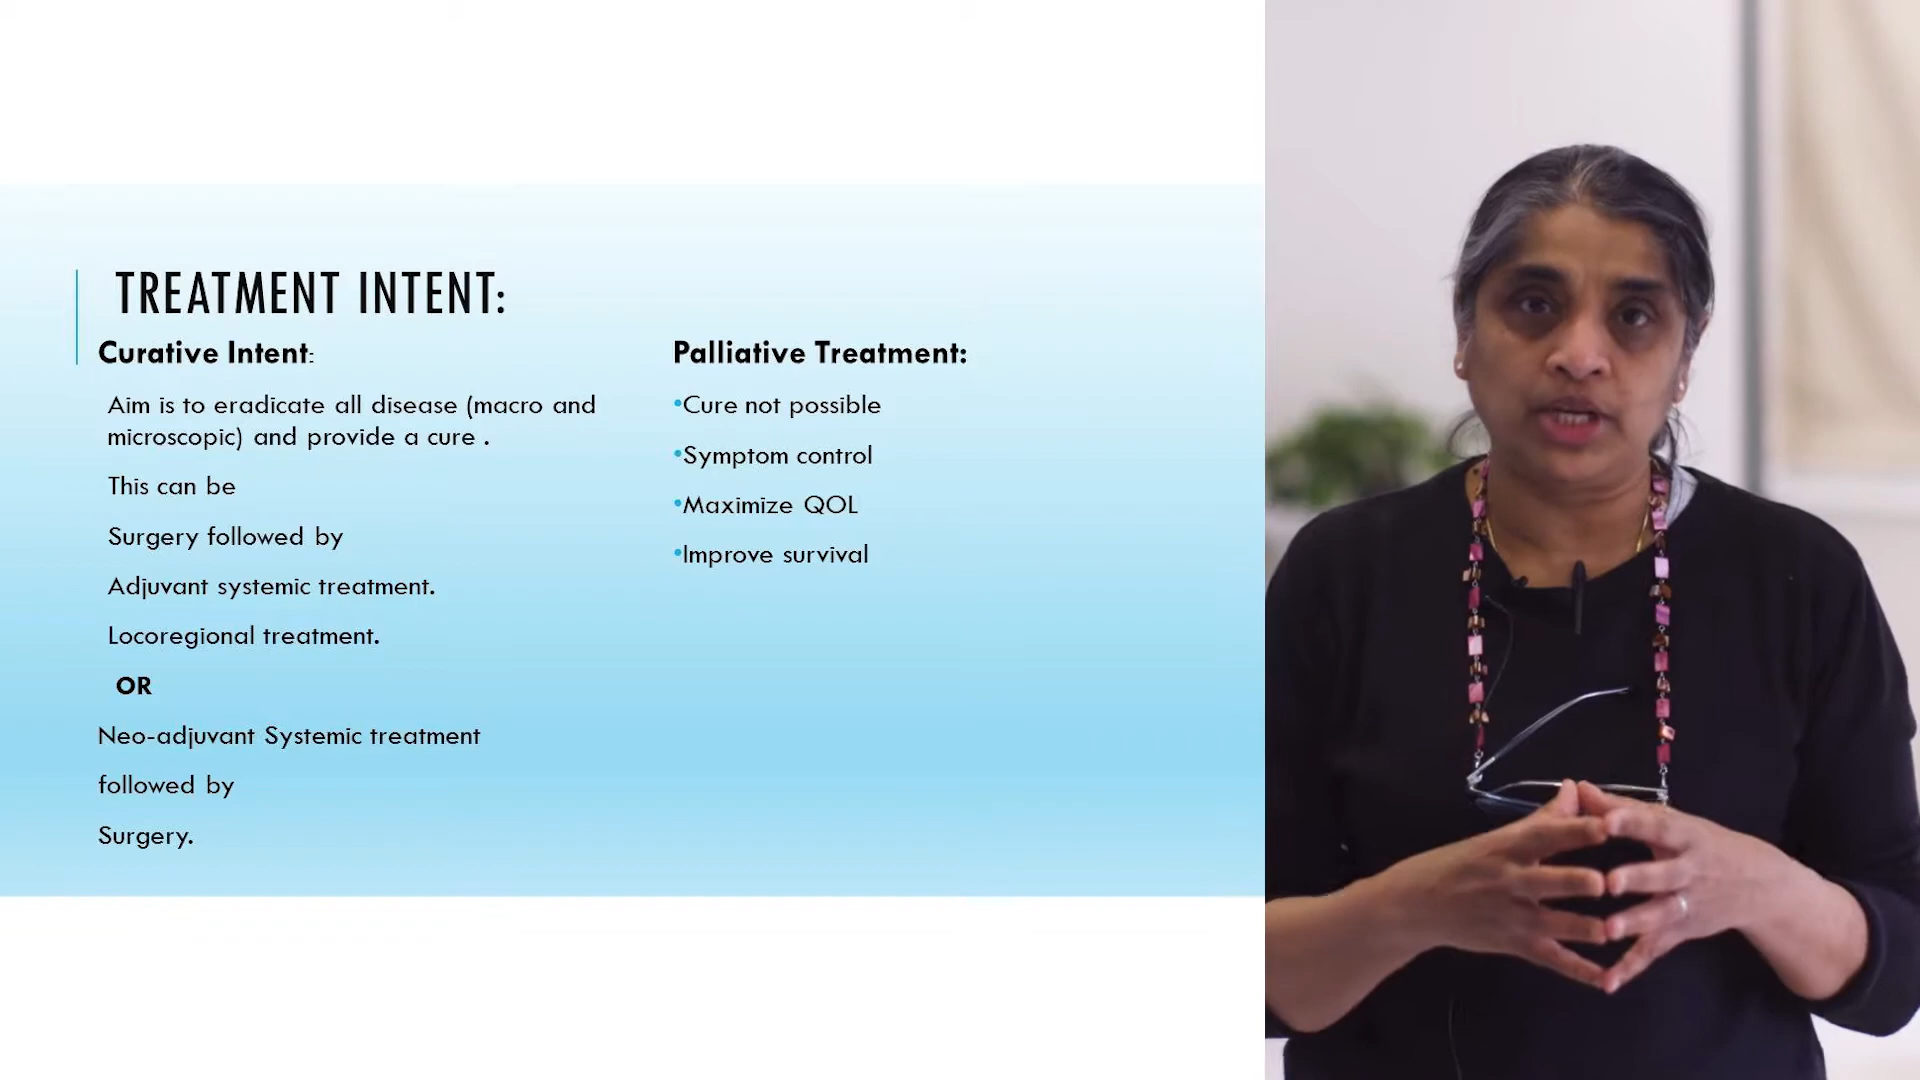 TREATMENT INTENT:
Curative Intent:
Aim is to eradicate all disease (macro and
microscopic) and provide a cure .
This can be
Surgery followed by
Adjuvant systemic treatment.
Locoregional treatment.
OR
Neo-adjuvant Systemic treatment
followed by
Surgery.
Palliative Treatment:
•Cure not possible
•Symptom control
•Maximize QOL
•Improve survival